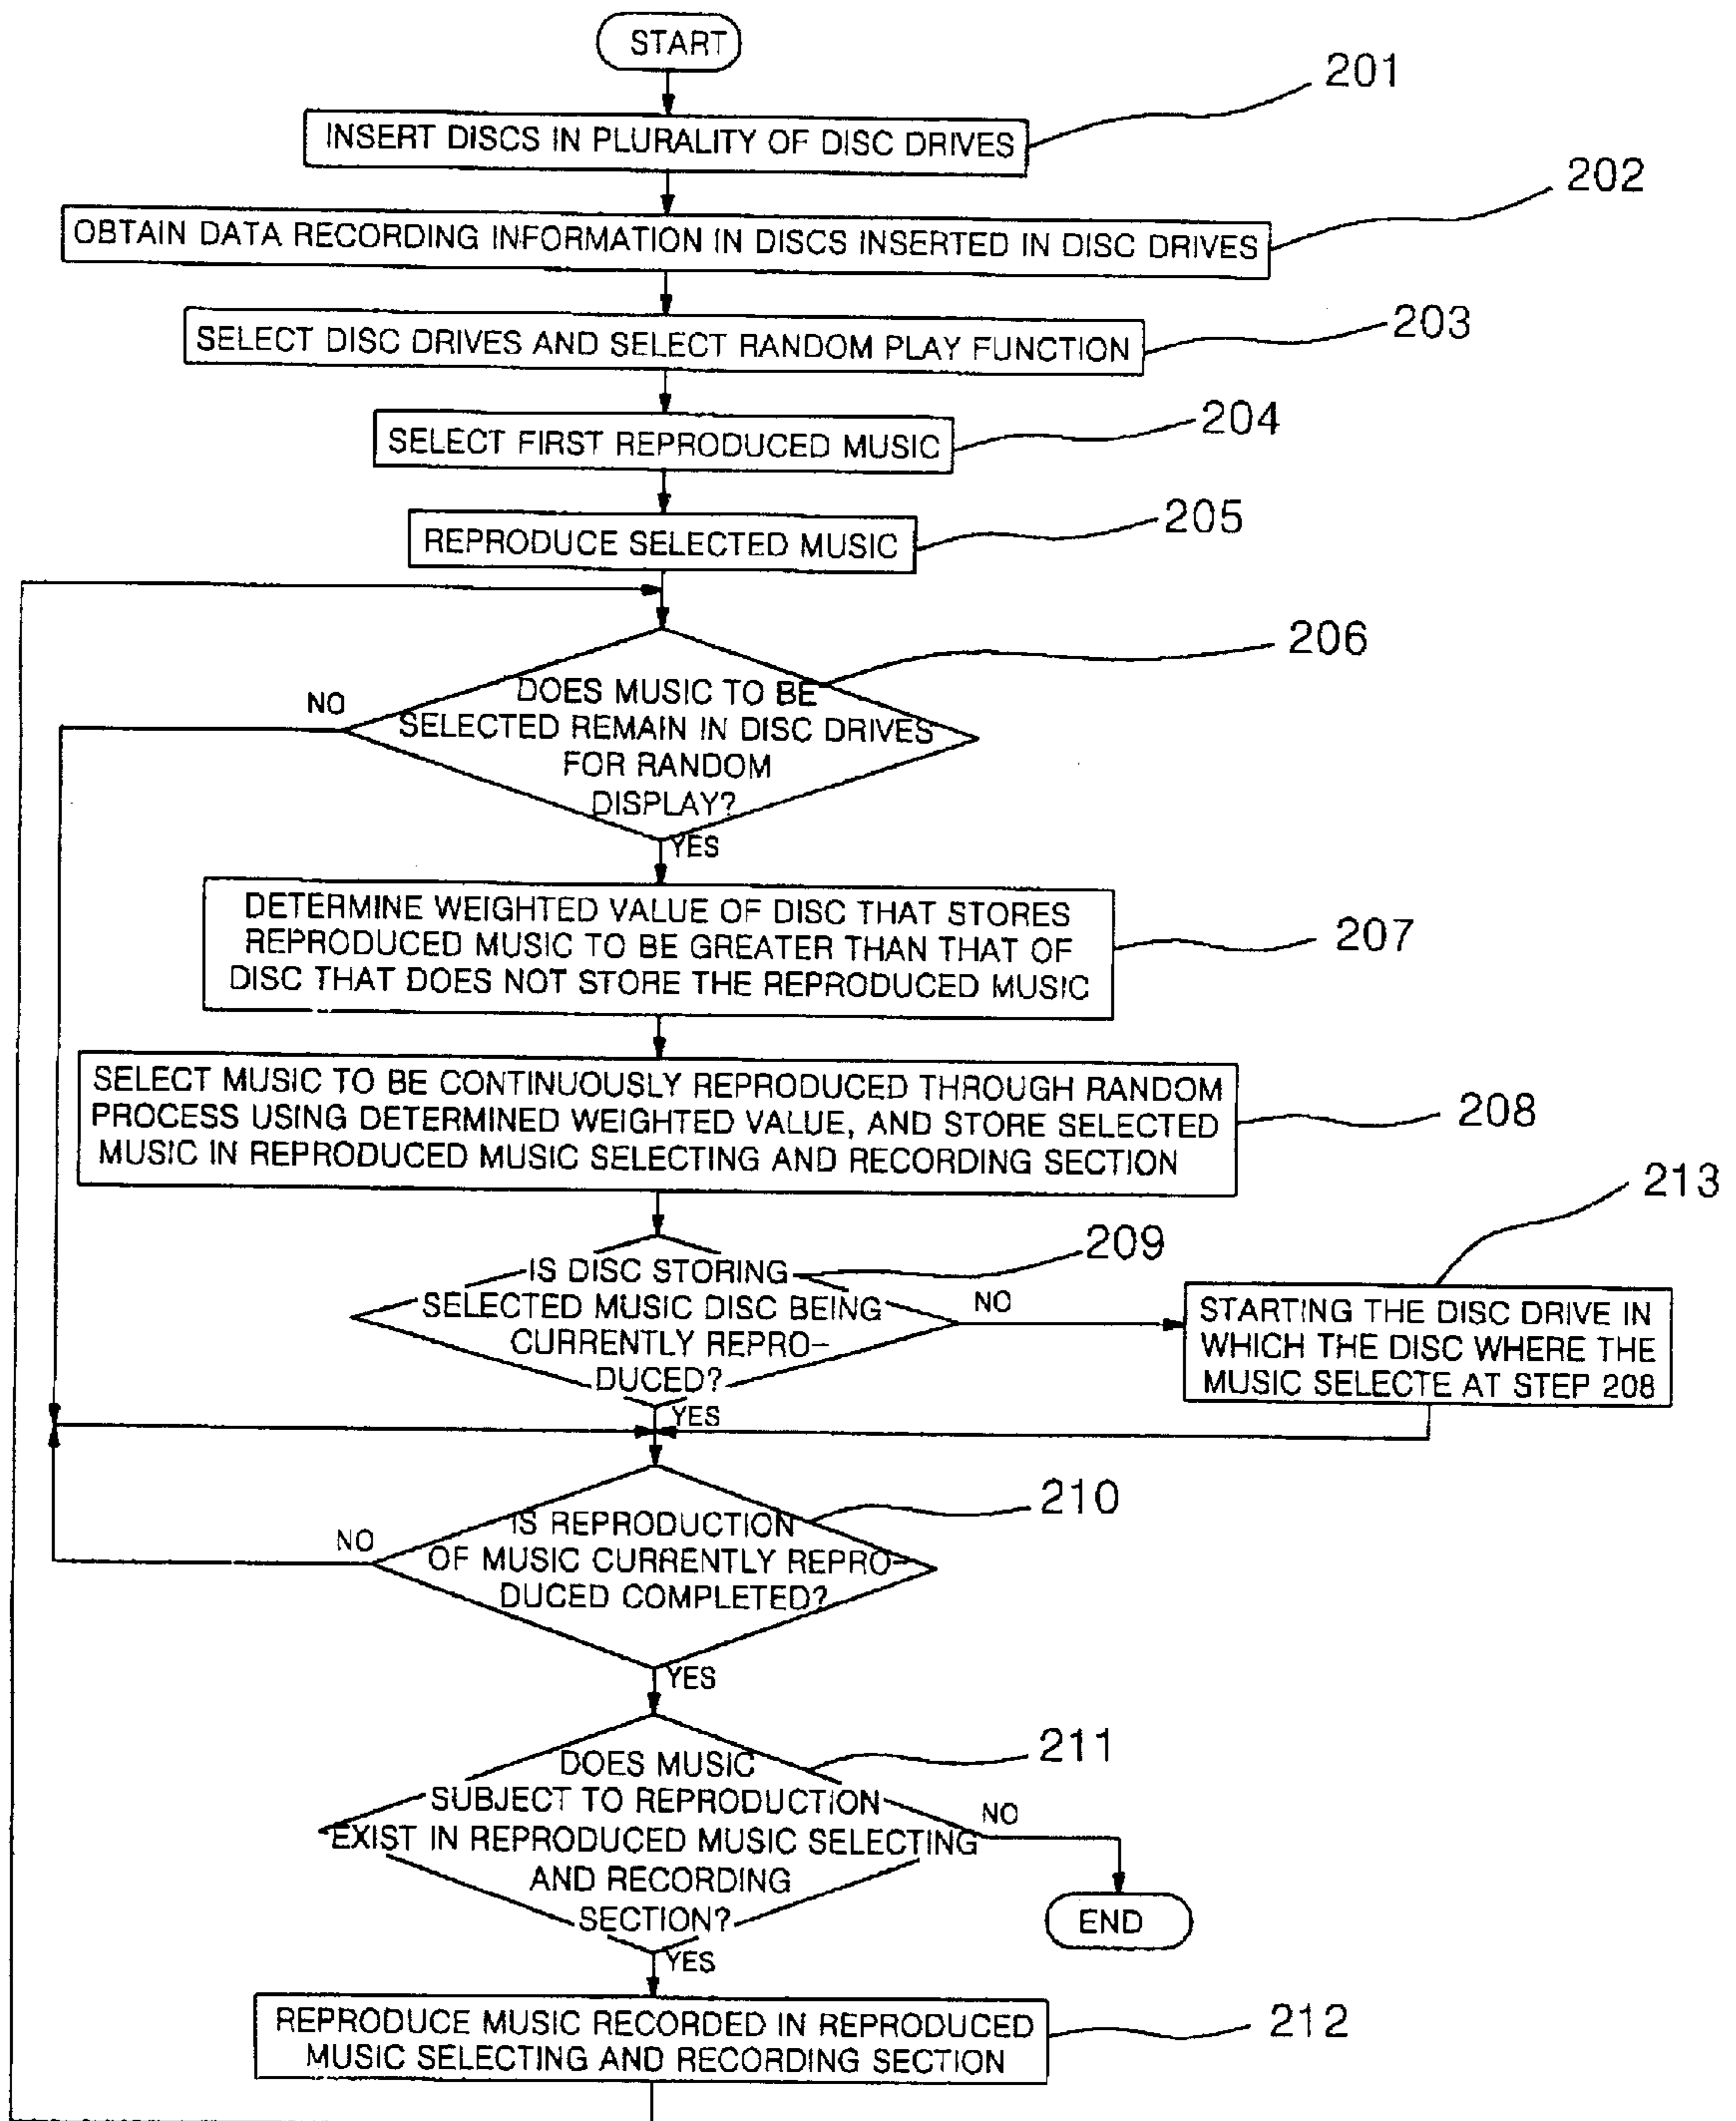 START
201
INSERT DISCS IN PLURALITY OF DISC DRIVES
202
OBTAIN DATA RECORDING INFORMATION IN DISCS INSERTED IN DISC DRIVES
203
SELECT DISC DRIVES AND SELECT RANDOM PLAY FUNCTION
204
SELECT FIRST REPRODUCED MUSIC
205
REPRODUCE SELECTED MUSIC
206
NO
DOES MUSIC TO BE
SELECTED REMAIN IN DISC DRIVES
FOR RANDOM
DISPLAY?
YES
DETERMINE WEIGHTED VALUE OF DISC THAT STORES
REPRODUCED MUSIC TO BE GREATER THAN THAT OF
DISC THAT DOES NOT STORE THE REPRODUCED MUSIC
207
SELECT MUSIC TO BE CONTINUOUSLY REPRODUCED THROUGH RANDOM
PROCESS USING DETERMINED WEIGHTED VALUE, AND STORE SELECTED
MUSIC IN REPRODUCED MUSIC SELECTING AND RECORDING SECTION
208
213
209
IS DISC STORING
SELECTED MUSIC DISC BEING
CURRENTLY REPRO-
DUCED?
NO
STARTING THE DISC DRIVE IN
WHICH THE DISC WHERE THE
MUSIC SELECTE AT STEP 208
YES
210
NO
IS REPRODUCTION
OF MUSIC CURRENTLY REPRO-
DUCED COMPLETED?
YES
211
DOES MUSIC
SUBJECT TO REPRODUCTION
EXIST IN REPRODUCED MUSIC SELECTING
AND RECORDING
SECTION?
NO
END
YES
REPRODUCE MUSIC RECORDED IN REPRODUCED
MUSIC SELECTING AND RECORDING SECTION
212